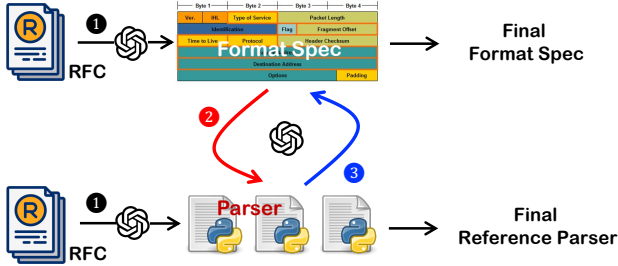 Byte 1 Byte 2 Byte 3 Byte 4
Ver. IHL Type of Service Packet Length
Identification Flag Fragment Offset
Time to Live Protocol Header Checksum
Format Spec
Destination Address
Options Padding
R
1
RFC
Final
Format Spec
2
3
R
1
RFC
Parser
Final
Reference Parser